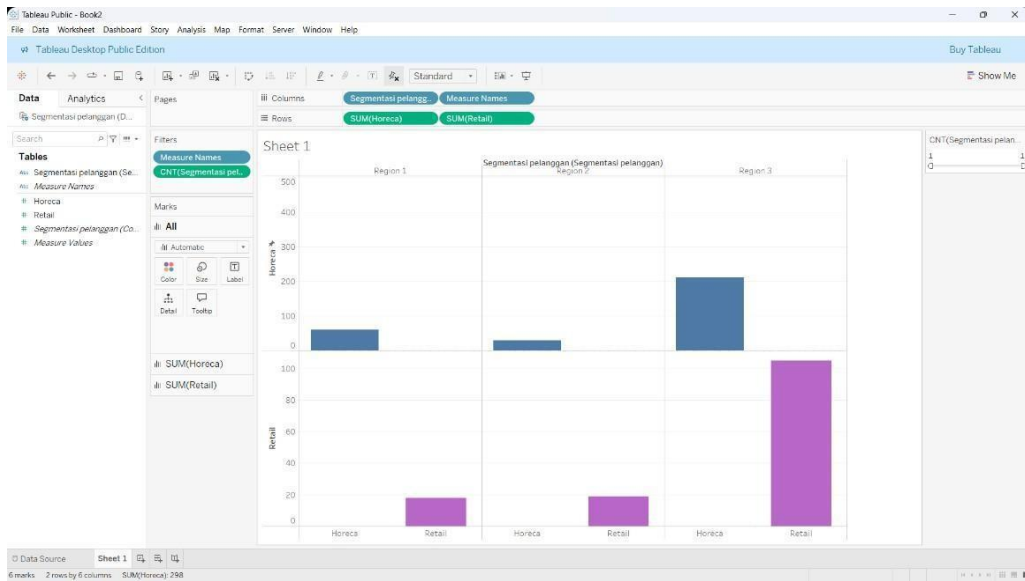 Tableau Public - Book2
File Data Worksheet Dashboard Story Analysis Map Format Server Window Help
Tableau Desktop Public Edition Buy Tableau
Standard Show Me
Data Analytics
Segmentasi pelanggan (D...
Search
Tables
Abc Segmentasi pelanggan (Se...
Abc Measure Names
# Horeca
# Retail
# Segmentasi pelanggan (Co...
# Measure Values
Pages
Filters
Measure Names
CNT(Segmentasi pel..
Marks
All
Automatic
Color Size Label
Detail Tooltip
SUM(Horeca)
SUM(Retail)
Columns Segmentasi pelangg.. Measure Names
Rows SUM(Horeca) SUM(Retail)
Sheet 1
Segmentasi pelanggan (Segmentasi pelanggan)
Region 1 Region 2 Region 3
Horeca
500
400
300
200
100
0
Retail
100
80
60
40
20
0
Horeca Retail Horeca Retail Horeca Retail
CNT(Segmentasi pelan...
1 1
Data Source Sheet 1
6 marks 2 rows by 6 columns SUM(Horeca): 298